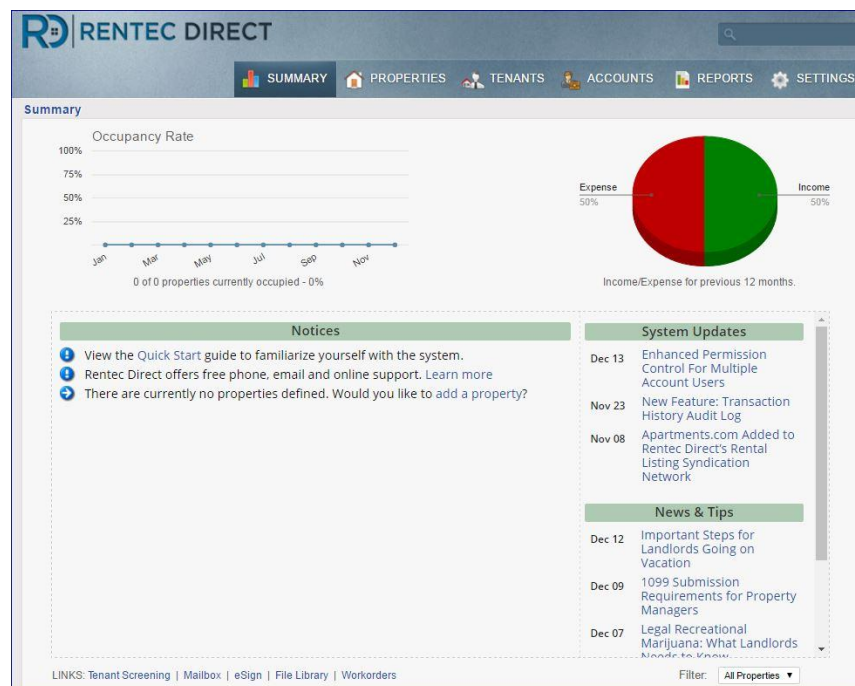 RD RENTEC DIRECT
SUMMARY PROPERTIES TENANTS ACCOUNTS REPORTS SETTINGS
Summary
Occupancy Rate
100%
75%
50%
25%
Jan Mar May Jul Sep Nov
0 of 0 properties currently occupied - 0%
Expense
50%
Income
50%
Income/Expense for previous 12 months.
Notices
View the Quick Start guide to familiarize yourself with the system.
Rentec Direct offers free phone, email and online support. Learn more
There are currently no properties defined. Would you like to add a property?
System Updates
Dec 13 Enhanced Permission
Control For Multiple
Account Users
Nov 23 New Feature: Transaction
History Audit Log
Nov 08 Apartments.com Added to
Rentec Direct's Rental
Listing Syndication
Network
News & Tips
Dec 12 Important Steps for
Landlords Going on
Vacation
Dec 09 1099 Submission
Requirements for Property
Managers
Dec 07 Legal Recreational
Marijuana: What Landlords
Needs to Know
LINKS: Tenant Screening | Mailbox | eSign | File Library | Workorders
Filter: All Properties